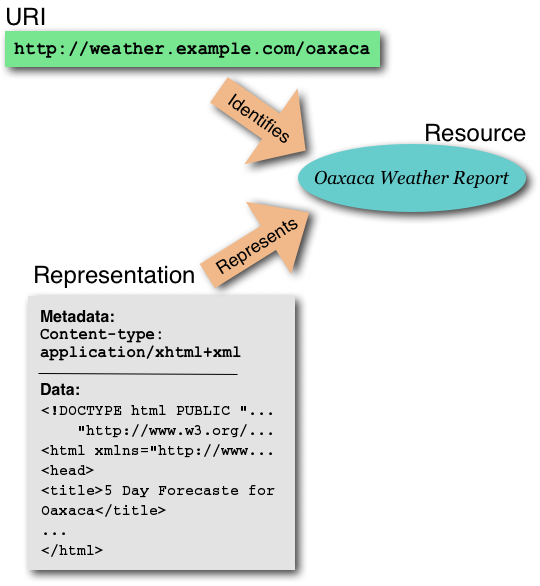 URI
http://weather.example.com/oaxaca
Identifies
Resource
Oaxaca Weather Report
Represents
Representation
Metadata:
Content-type:
application/xhtml+xml
Data:
<!DOCTYPE html PUBLIC "...
"http://www.w3.org/...
<html xmlns="http://www...
<head>
<title>5 Day Forecaste for
Oaxaca</title>
...
</html>